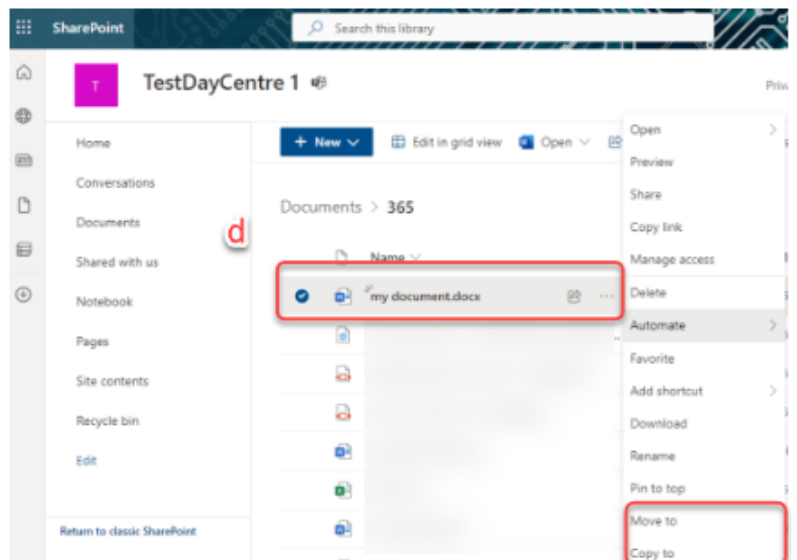 SharePoint
Search this library
T
TestDayCentre 1
Priv
Home
Conversations
Documents
Shared with us
Notebook
Pages
Site contents
Recycle bin
Edit
Return to classic SharePoint
+ New
Edit in grid view
Open
Documents > 365
d
Name
my document.docx
...
Open
Preview
Share
Copy link
Manage access
Delete
Automate
Favorite
Add shortcut
Download
Rename
Pin to top
Move to
Copy to